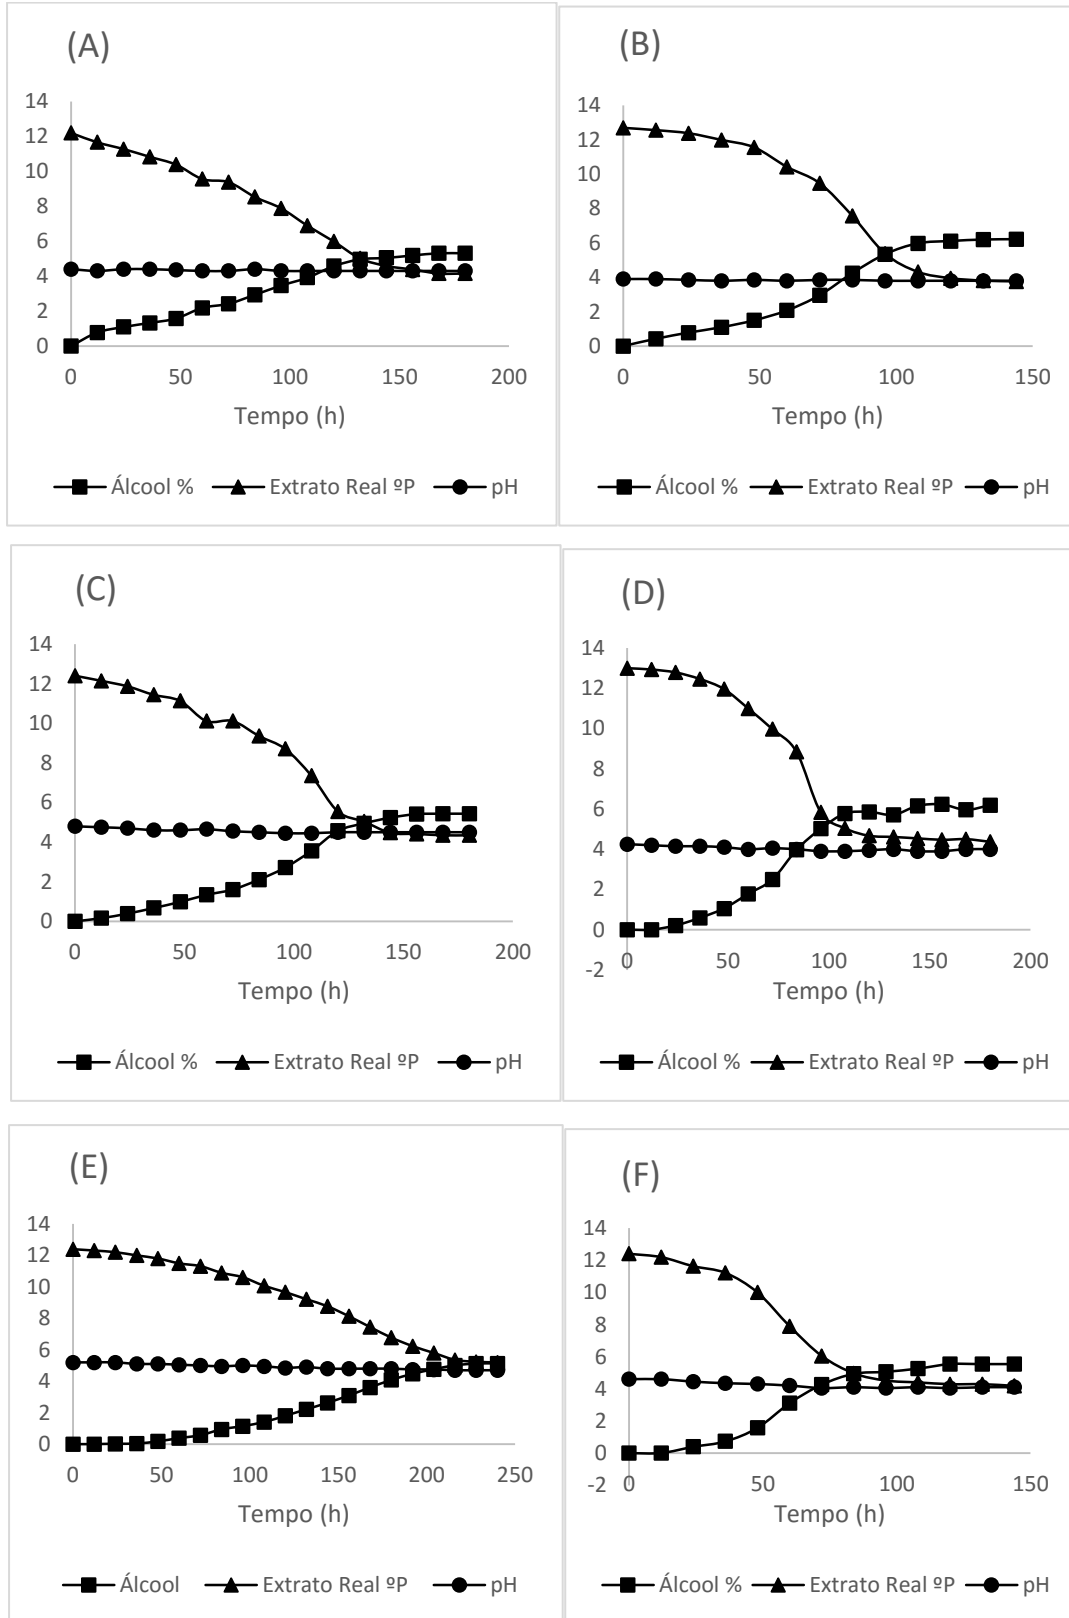 (A)
14
12
10
8
6
4
2
0
0 50 100 150 200
Tempo (h)
Álcool % Extrato Real ºP pH
(B)
14
12
10
8
6
4
2
0
0 50 100 150
Tempo (h)
Álcool % Extrato Real ºP pH
(C)
14
12
10
8
6
4
2
0
0 50 100 150 200
Tempo (h)
Álcool % Extrato Real ºP pH
(D)
14
12
10
8
6
4
2
0
-2
0 50 100 150 200
Tempo (h)
Álcool % Extrato Real ºP pH
(E)
14
12
10
8
6
4
2
0
0 50 100 150 200 250
Tempo (h)
Álcool Extrato Real ºP pH
(F)
14
12
10
8
6
4
2
0
-2
0 50 100 150
Tempo (h)
Álcool % Extrato Real ºP pH